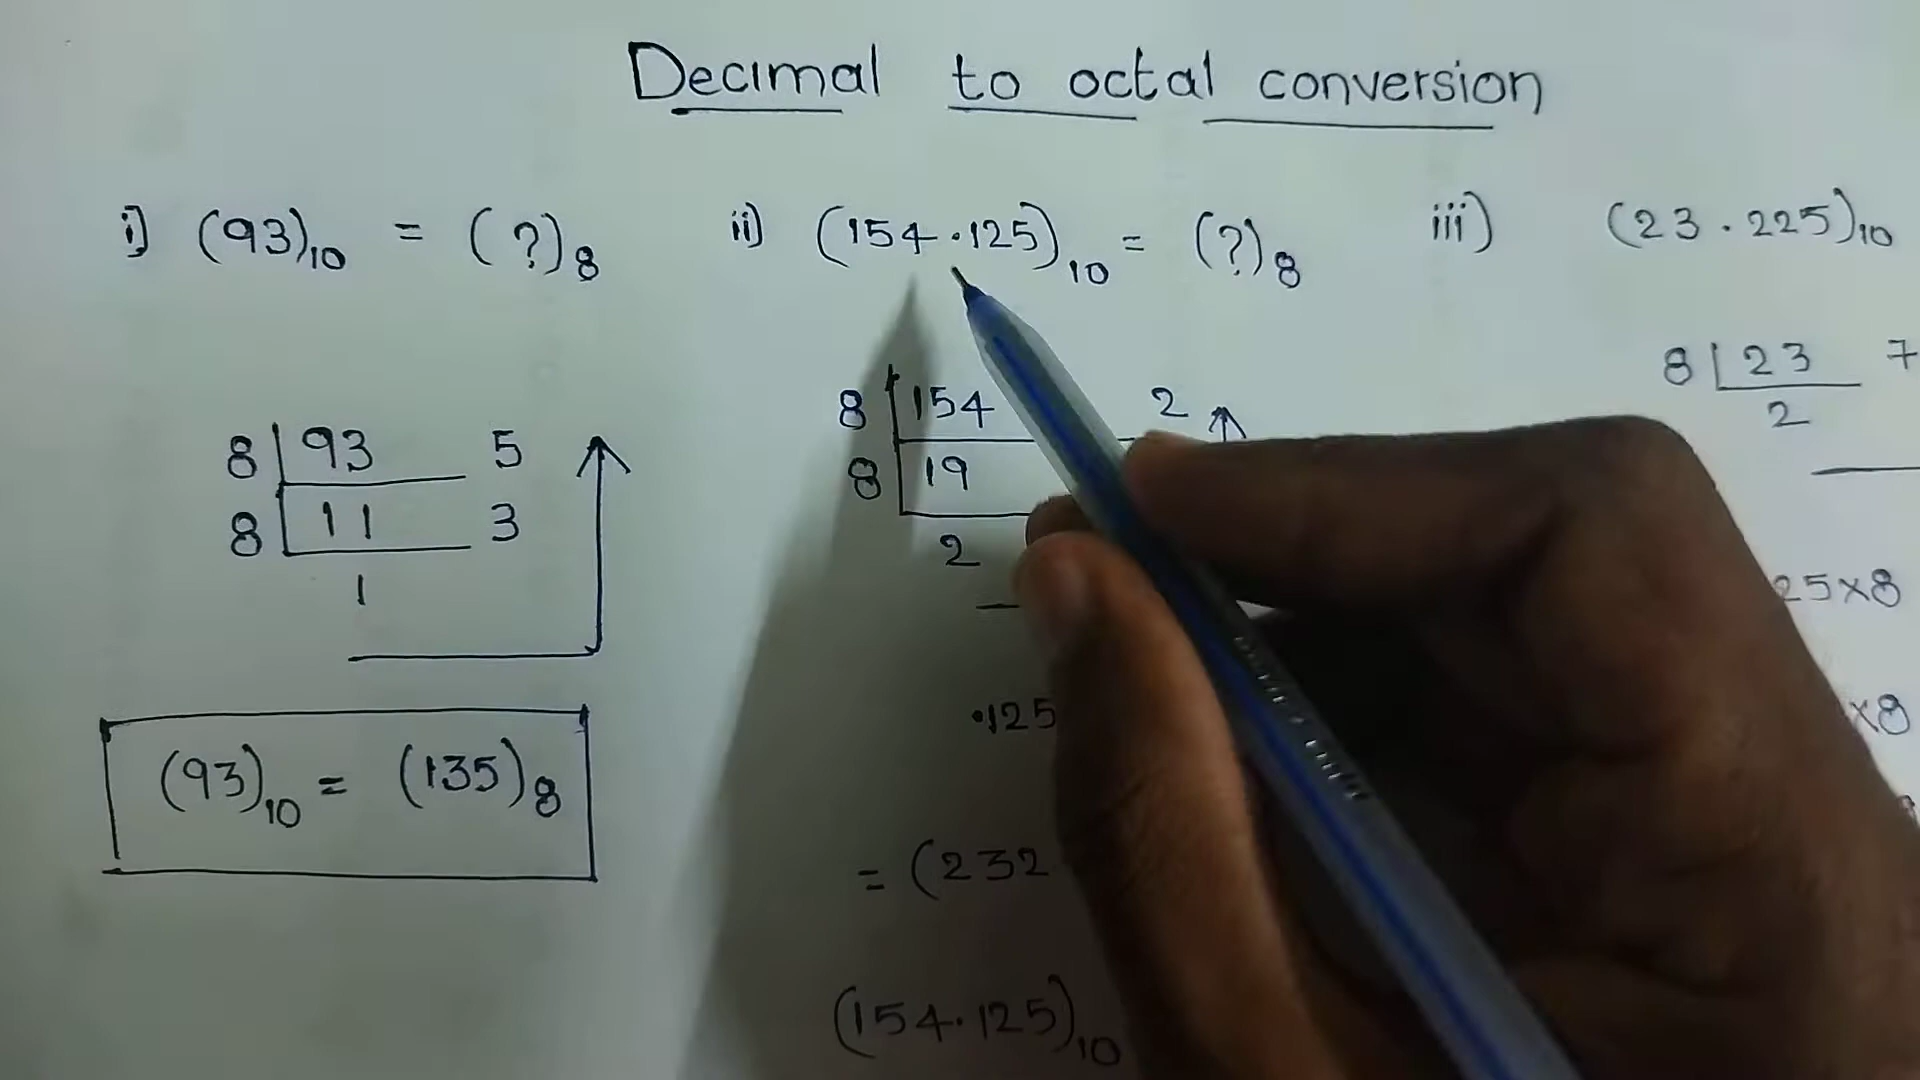 Decimal to octal conversion
i) (93)10 = (?)8
8 93 5
8 11 3
1
(93)10 = (135)8
ii) (154.125)10 = (?)8
8 154 2
8 19
2
.125
= (232
(154.125)10
iii) (23.225)10
8 23 7
2
25×8
×8